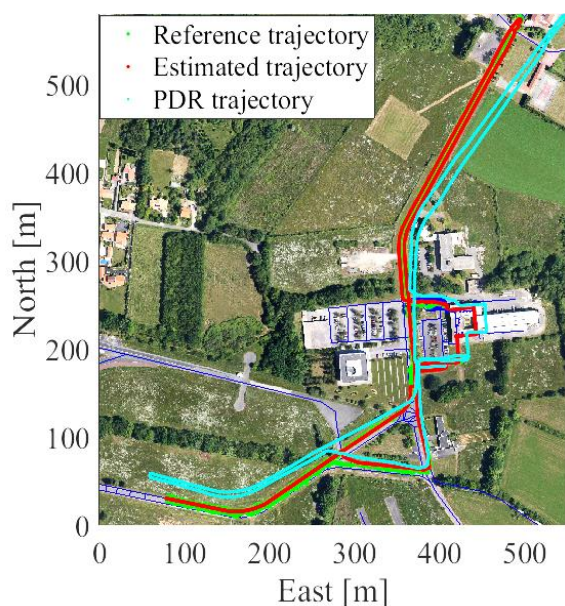 Reference trajectory
Estimated trajectory
PDR trajectory
500
400
300
200
100
0
North [m]
0 100 200 300 400 500
East [m]